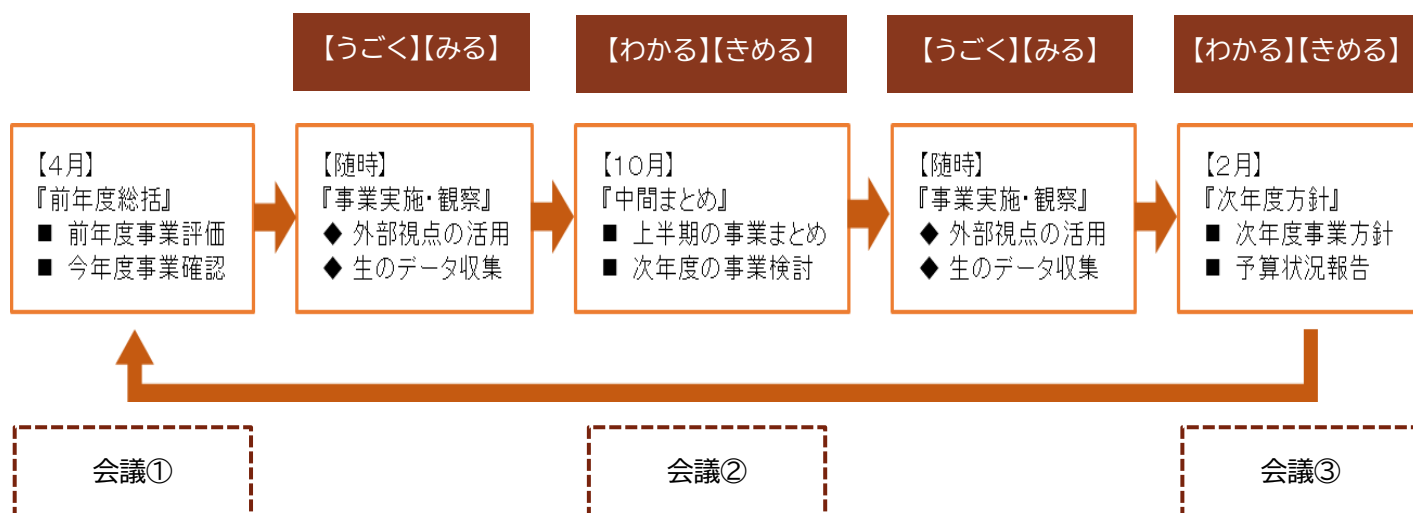 【うごく】【みる】
【わかる】【きめる】
【うごく】【みる】
【わかる】【きめる】
【4月】
『前年度総括』
■ 前年度事業評価
■ 今年度事業確認
【随時】
『事業実施・観察』
◆ 外部視点の活用
◆ 生のデータ収集
【10月】
『中間まとめ』
■ 上半期の事業まとめ
■ 次年度の事業検討
【随時】
『事業実施・観察』
◆ 外部視点の活用
◆ 生のデータ収集
【2月】
『次年度方針』
■ 次年度事業方針
■ 予算状況報告
会議①
会議②
会議③